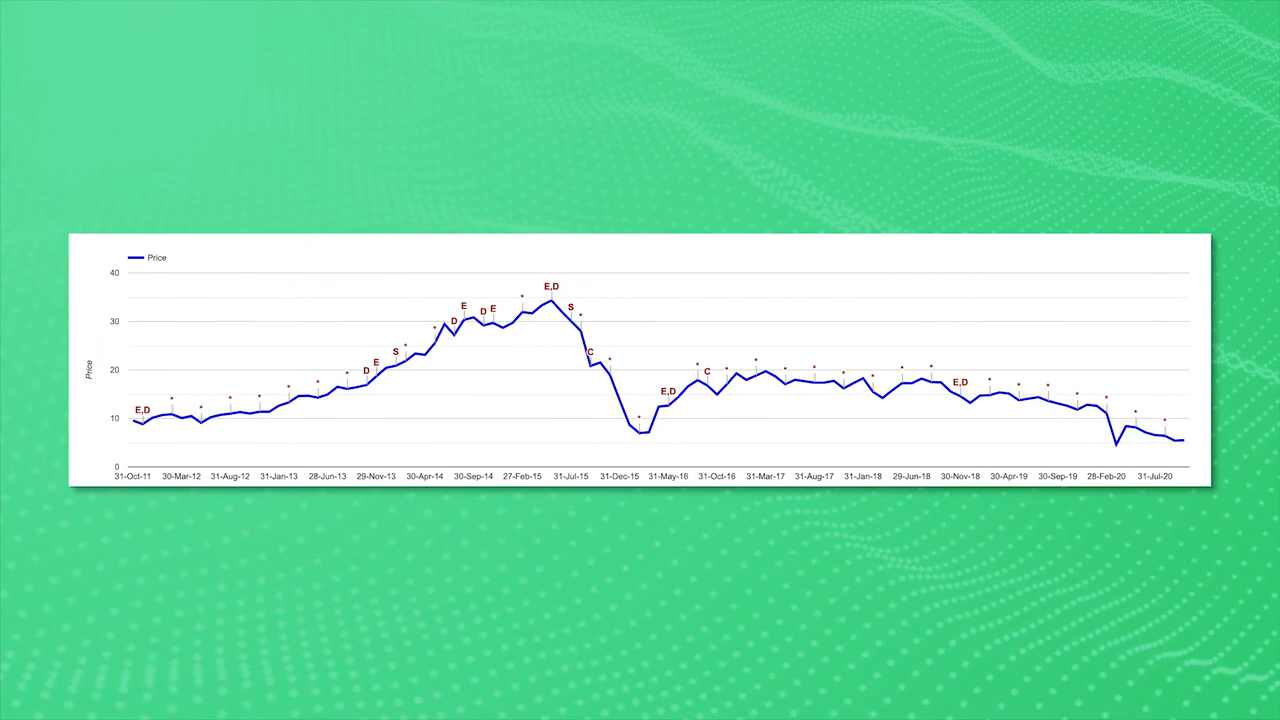 Price
40
E,D
*
S
*
E
D E
30
D
*
S
*
C
*
E
D
*
*
*
C
*
20
*
*
*
*
*
*
*
E,D
E,D
*
*
*
*
*
*
*
*
*
*
*
*
*
10
0
Price
31-Oct-11 30-Mar-12 31-Aug-12 31-Jan-13 28-Jun-13 29-Nov-13 30-Apr-14 30-Sep-14 27-Feb-15 31-Jul-15 31-Dec-15 31-May-16 31-Oct-16 31-Mar-17 31-Aug-17 31-Jan-18 29-Jun-18 30-Nov-18 30-Apr-19 30-Sep-19 28-Feb-20 31-Jul-20